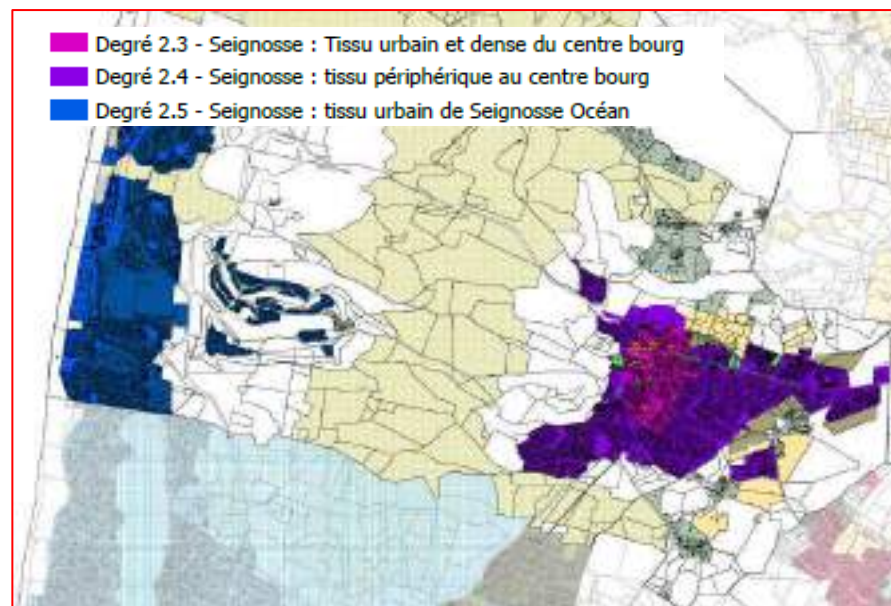 Degré 2.3 - Seignosse : Tissu urbain et dense du centre bourg
Degré 2.4 - Seignosse : tissu périphérique au centre bourg
Degré 2.5 - Seignosse : tissu urbain de Seignosse Océan